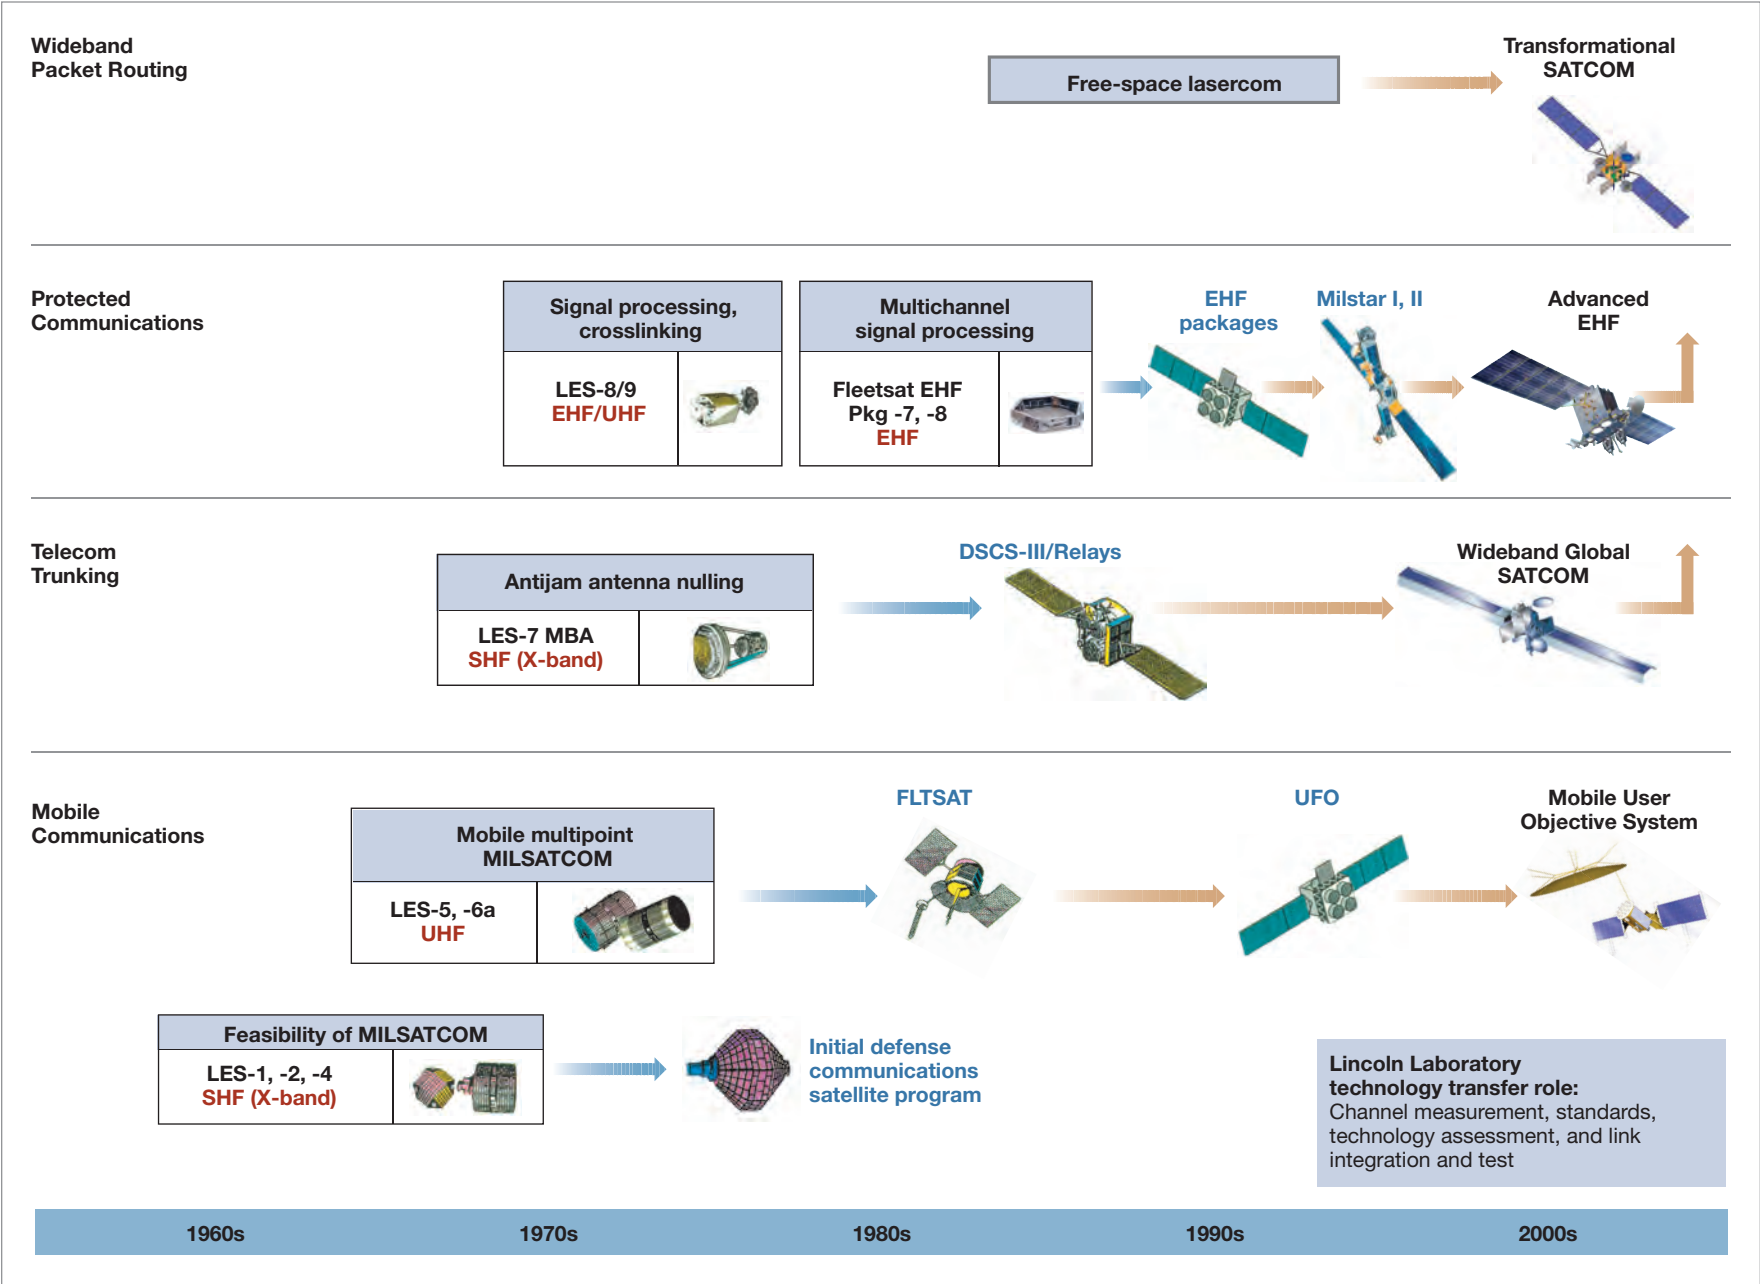 Wideband
Packet Routing
Free-space lasercom
Transformational
SATCOM
Protected
Communications
Signal processing,
crosslinking
LES-8/9
EHF/UHF
Multichannel
signal processing
Fleetsat EHF
Pkg -7, -8
EHF
EHF
packages
Milstar I, II
Advanced
EHF
Telecom
Trunking
Antijam antenna nulling
LES-7 MBA
SHF (X-band)
DSCS-III/Relays
Wideband Global
SATCOM
Mobile
Communications
Mobile multipoint
MILSATCOM
LES-5, -6a
UHF
FLTSAT
UFO
Mobile User
Objective System
Feasibility of MILSATCOM
LES-1, -2, -4
SHF (X-band)
Initial defense
communications
satellite program
Lincoln Laboratory
technology transfer role:
Channel measurement, standards,
technology assessment, and link
integration and test
1960s
1970s
1980s
1990s
2000s